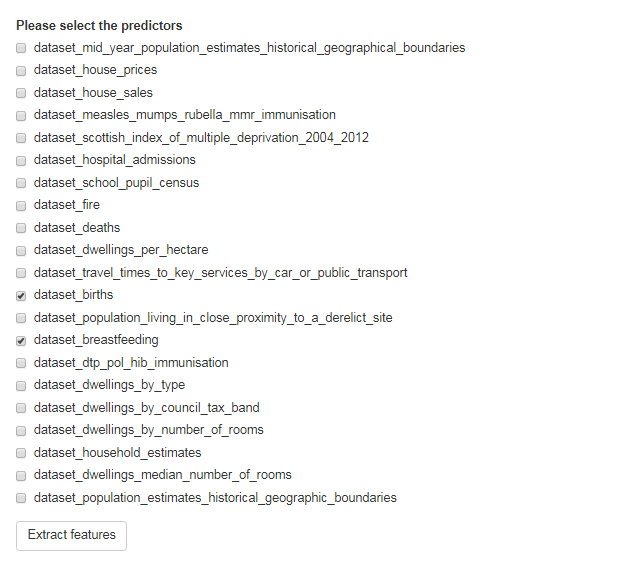 Please select the predictors
dataset_mid_year_population_estimates_historical_geographical_boundaries
dataset_house_prices
dataset_house_sales
dataset_measles_mumps_rubella_mmr_immunisation
dataset_scottish_index_of_multiple_deprivation_2004_2012
dataset_hospital_admissions
dataset_school_pupil_census
dataset_fire
dataset_deaths
dataset_dwellings_per_hectare
dataset_travel_times_to_key_services_by_car_or_public_transport
dataset_births
dataset_population_living_in_close_proximity_to_a_derelict_site
dataset_breastfeeding
dataset_dtp_pol_hib_immunisation
dataset_dwellings_by_type
dataset_dwellings_by_council_tax_band
dataset_dwellings_by_number_of_rooms
dataset_household_estimates
dataset_dwellings_median_number_of_rooms
dataset_population_estimates_historical_geographic_boundaries
Extract features